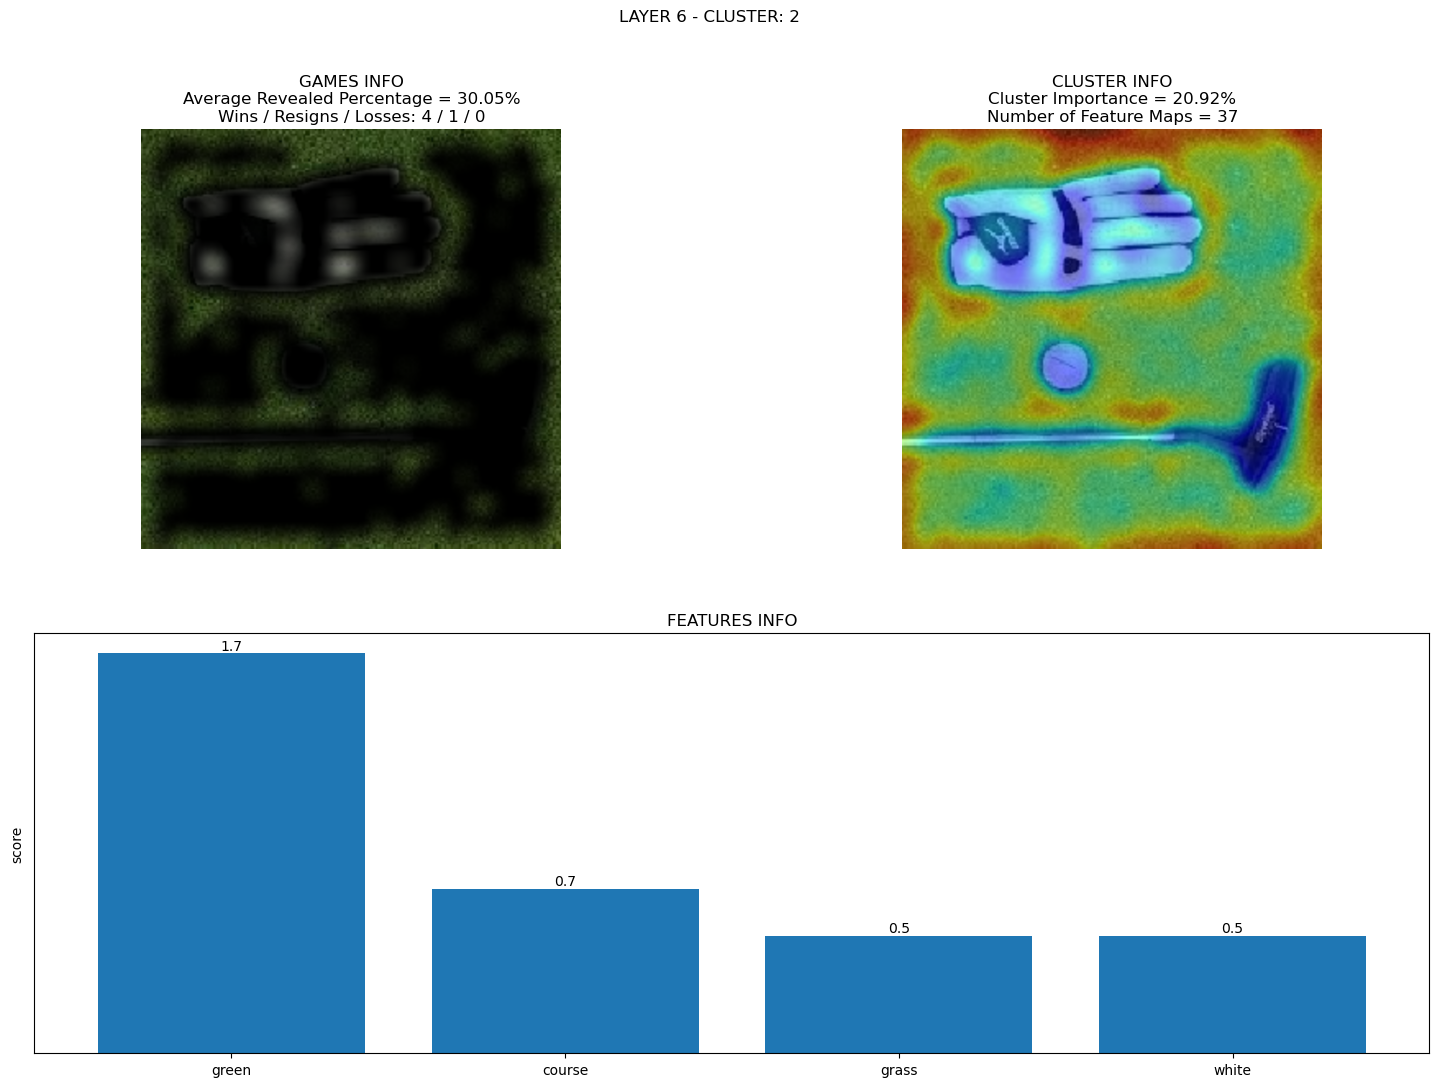 LAYER 6 - CLUSTER: 2
GAMES INFO
Average Revealed Percentage = 30.05%
Wins / Resigns / Losses: 4 / 1 / 0
CLUSTER INFO
Cluster Importance = 20.92%
Number of Feature Maps = 37
FEATURES INFO
score
1.7
0.7
0.5
0.5
green
course
grass
white